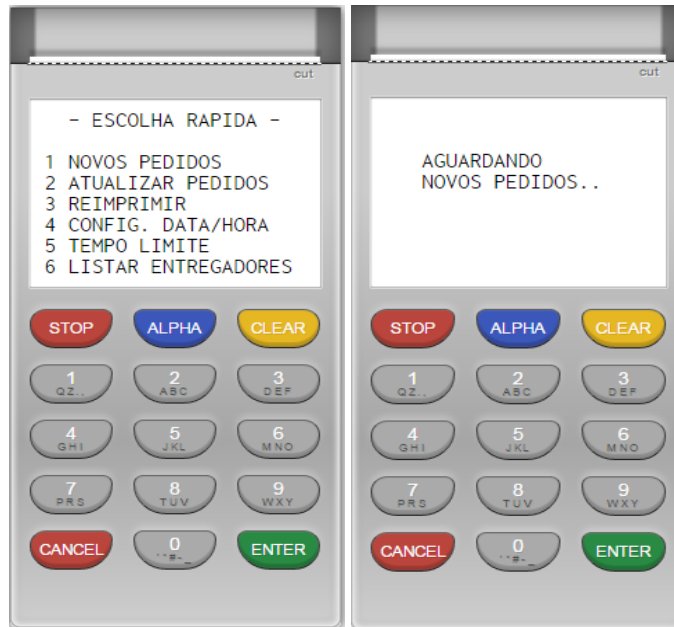 cut
- ESCOLHA RAPIDA -
1 NOVOS PEDIDOS
2 ATUALIZAR PEDIDOS
3 REIMPRIMIR
4 CONFIG. DATA/HORA
5 TEMPO LIMITE
6 LISTAR ENTREGADORES
STOP ALPHA CLEAR
1 2 3
QZ.. ABC DEF
4 5 6
GHI JKL MNO
7 8 9
PRS TUV WXY
CANCEL 0 ENTER
cut
AGUARDANDO
NOVOS PEDIDOS..
STOP ALPHA CLEAR
1 2 3
QZ.. ABC DEF
4 5 6
GHI JKL MNO
7 8 9
PRS TUV WXY
CANCEL 0 ENTER